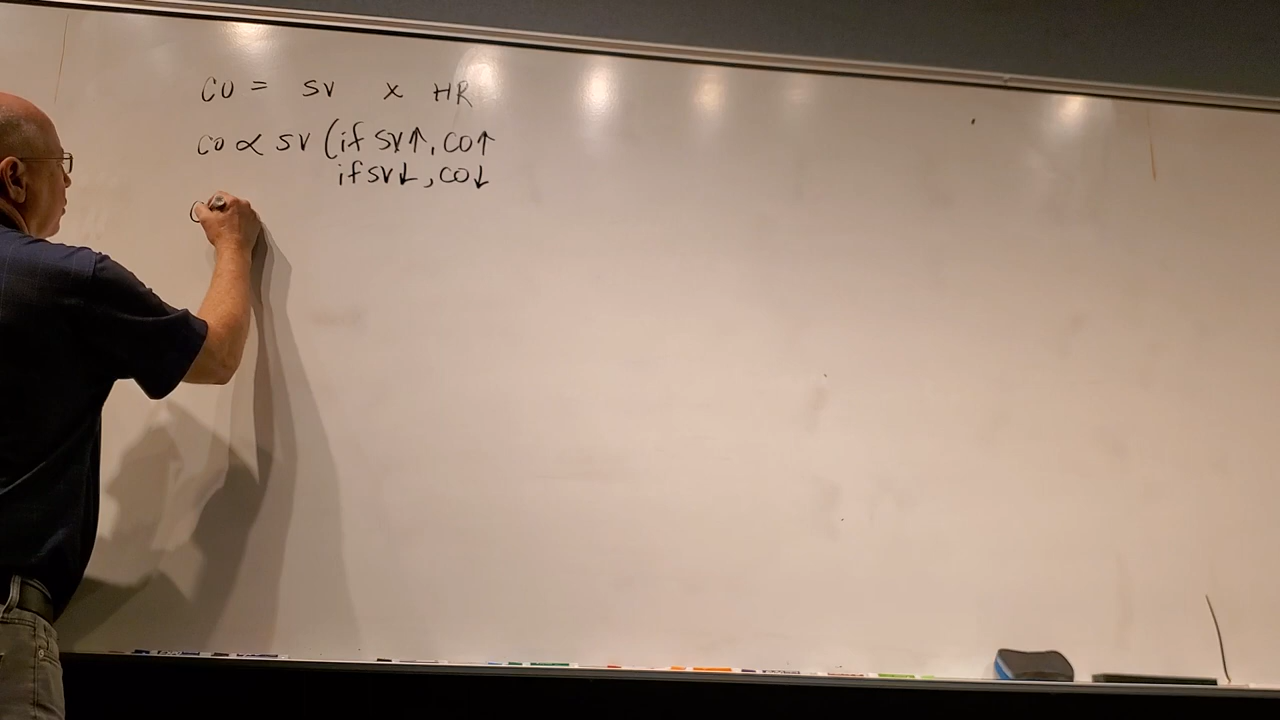 CO = SV x HR
CO ∝ SV (if SV↑, CO↑
if SV↓, CO↓
C